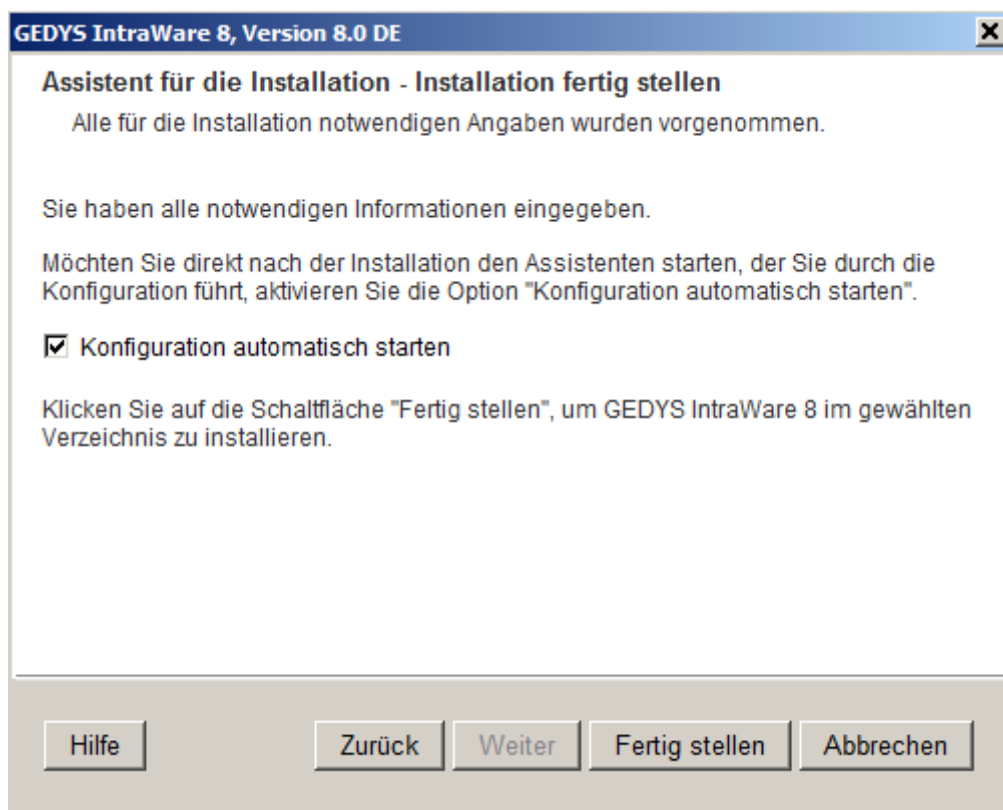 GEDYS IntraWare 8, Version 8.0 DE
Assistent für die Installation - Installation fertig stellen
Alle für die Installation notwendigen Angaben wurden vorgenommen.
Sie haben alle notwendigen Informationen eingegeben.
Möchten Sie direkt nach der Installation den Assistenten starten, der Sie durch die
Konfiguration führt, aktivieren Sie die Option "Konfiguration automatisch starten".
Konfiguration automatisch starten
Klicken Sie auf die Schaltfläche "Fertig stellen", um GEDYS IntraWare 8 im gewählten
Verzeichnis zu installieren.
Hilfe Zurück Weiter Fertig stellen Abbrechen